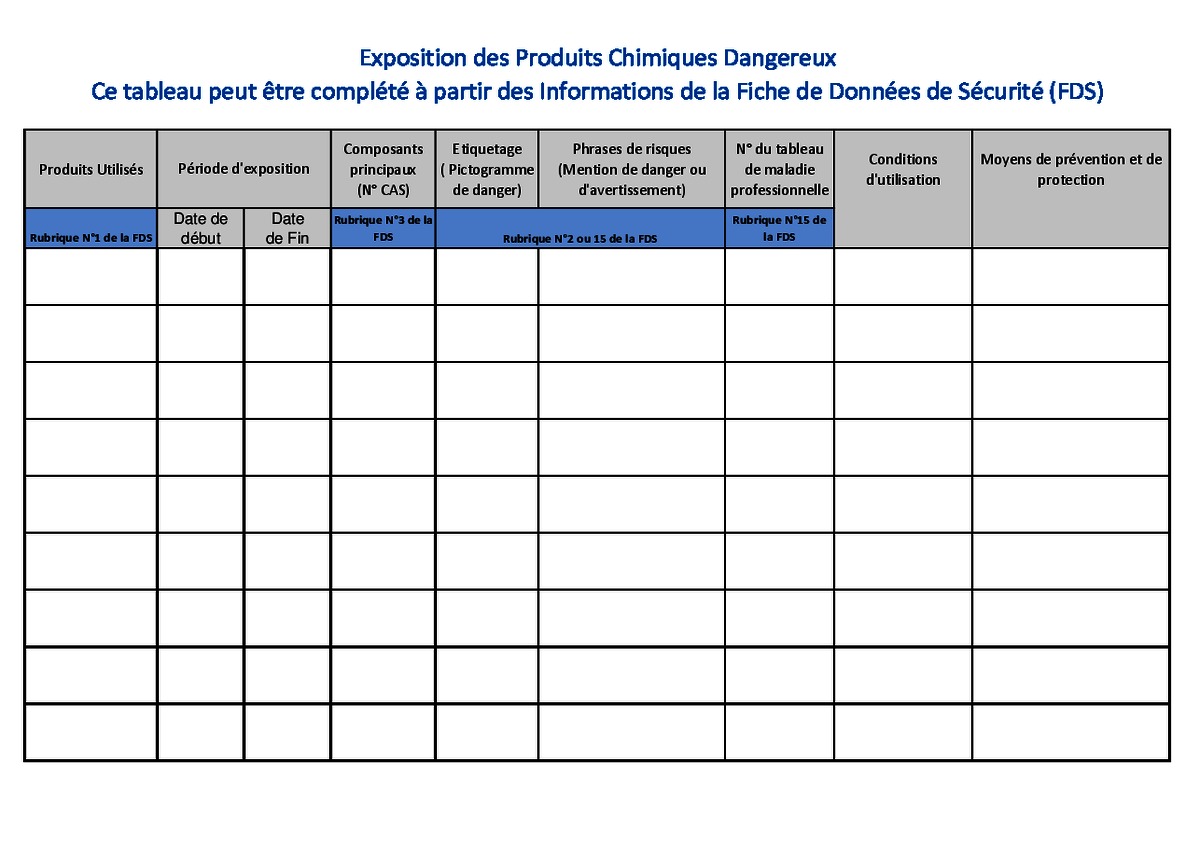 Exposition des Produits Chimiques Dangereux
Ce tableau peut être complété à partir des Informations de la Fiche de Données de Sécurité (FDS)
Produits Utilisés
Période d'exposition
Composants
principaux
(N° CAS)
Etiquetage
( Pictogramme
de danger)
Phrases de risques
(Mention de danger ou
d'avertissement)
N° du tableau
de maladie
professionnelle
Conditions
d'utilisation
Moyens de prévention et de
protection
Rubrique N°1 de la FDS
Date de
début
Date
de Fin
Rubrique N°3 de la
FDS
Rubrique N°2 ou 15 de la FDS
Rubrique N°15 de
la FDS